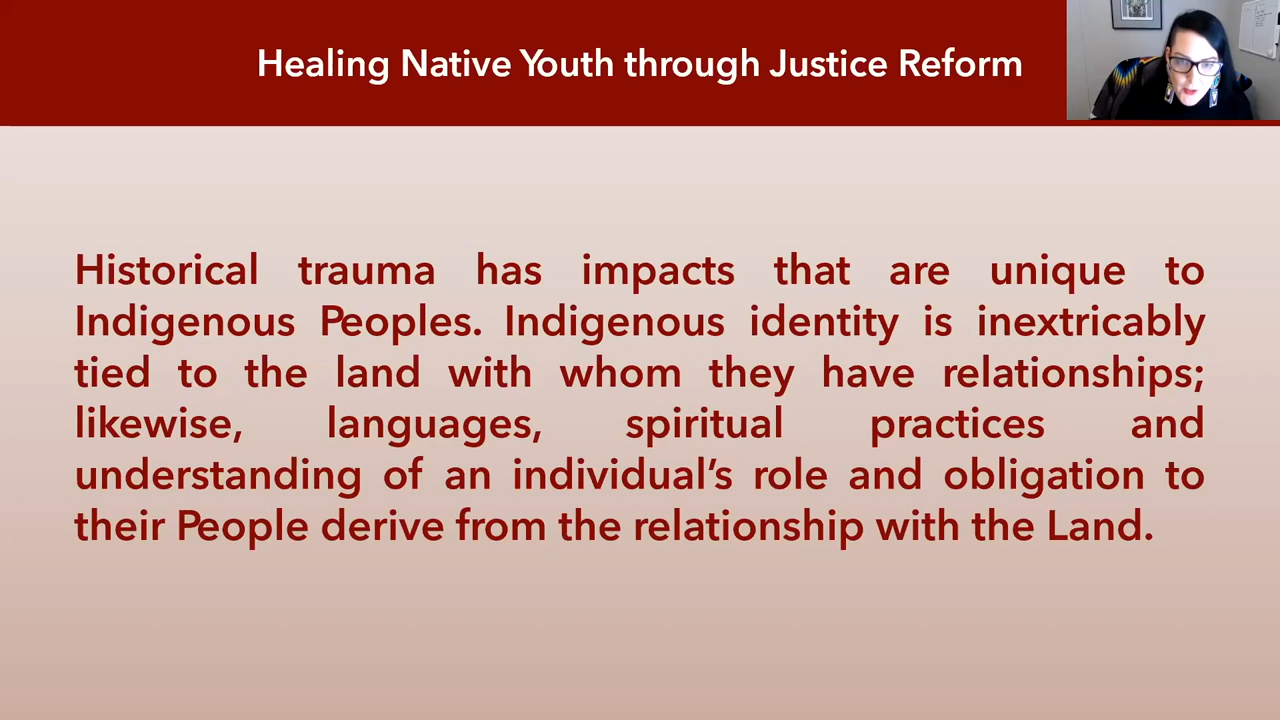 Healing Native Youth through Justice Reform
Historical trauma has impacts that are unique to
Indigenous Peoples. Indigenous identity is inextricably
tied to the land with whom they have relationships;
likewise, languages, spiritual practices and
understanding of an individual’s role and obligation to
their People derive from the relationship with the Land.